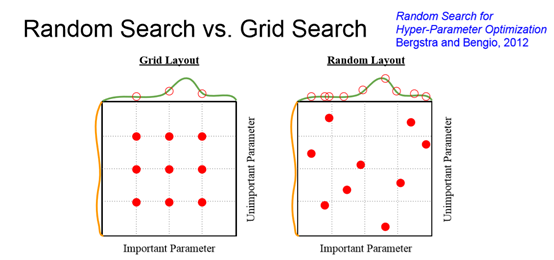 Random Search vs. Grid Search
Random Search for
Hyper-Parameter Optimization
Bergstra and Bengio, 2012
Grid Layout
Unimportant Parameter
Important Parameter
Random Layout
Unimportant Parameter
Important Parameter